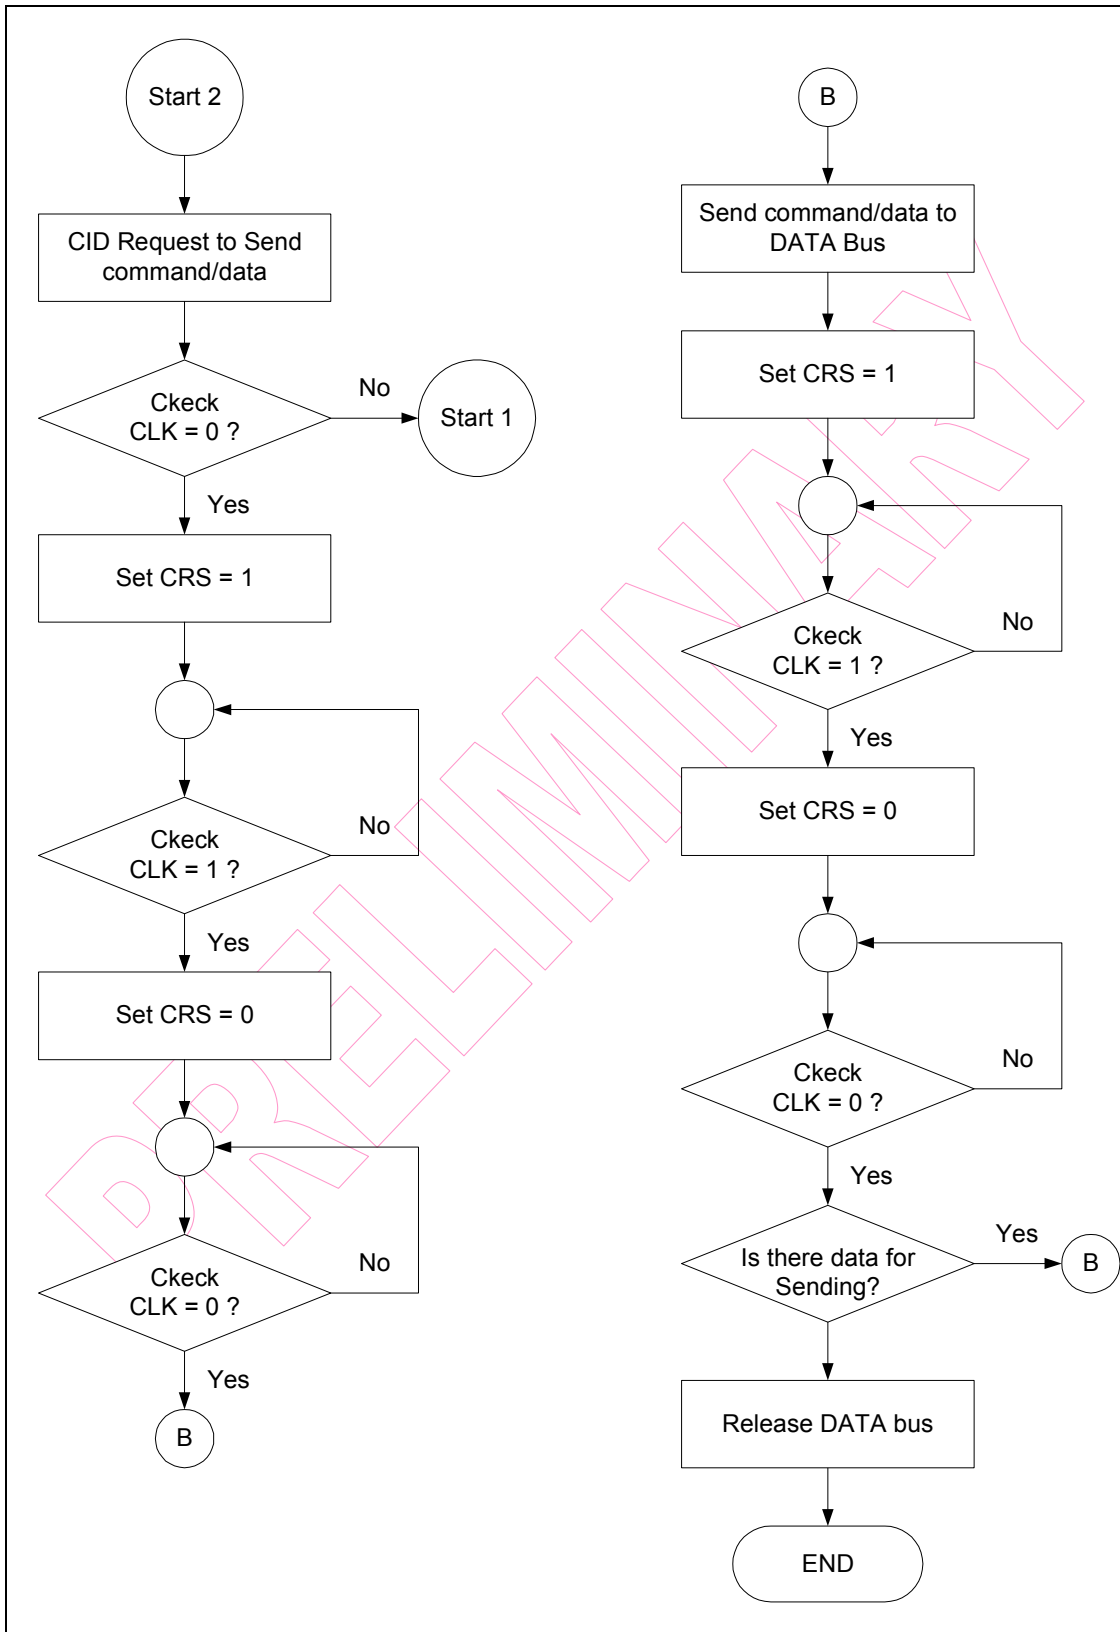 Start 2
CID Request to Send
command/data
Ckeck
CLK = 0 ?
No
Start 1
Yes
Set CRS = 1
Ckeck
CLK = 1 ?
No
Yes
Set CRS = 0
Ckeck
CLK = 0 ?
No
Yes
B
B
Send command/data to
DATA Bus
Set CRS = 1
Ckeck
CLK = 1 ?
No
Yes
Set CRS = 0
Ckeck
CLK = 0 ?
No
Yes
Is there data for
Sending?
Yes
B
Release DATA bus
END
PRELIMINARY